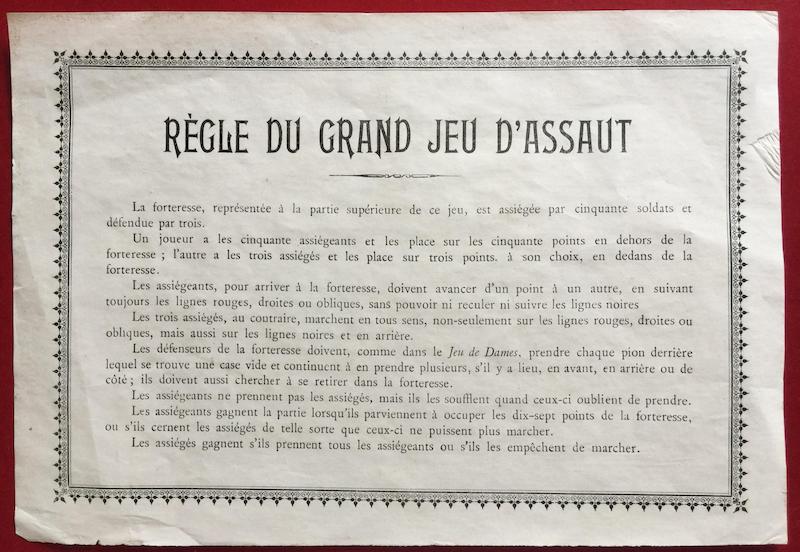 RÈGLE DU GRAND JEU D'ASSAUT
La forteresse, représentée à la partie supérieure de ce jeu, est assiégée par cinquante soldats et
défendue par trois.
Un joueur a les cinquante assiégeants et les place sur les cinquante points en dehors de la
forteresse ; l'autre a les trois assiégés et les place sur trois points. à son choix, en dedans de la
forteresse.
Les assiégeants, pour arriver à la forteresse, doivent avancer d'un point à un autre, en suivant
toujours les lignes rouges, droites ou obliques, sans pouvoir ni reculer ni suivre les lignes noires
Les trois assiégés, au contraire, marchent en tous sens, non-seulement sur les lignes rouges, droites ou
obliques, mais aussi sur les lignes noires et en arrière.
Les défenseurs de la forteresse doivent, comme dans le Jeu de Dames, prendre chaque pion derrière
lequel se trouve une case vide et continuent à en prendre plusieurs, s'il y a lieu, en avant, en arrière ou de
côté ; ils doivent aussi chercher à se retirer dans la forteresse.
Les assiégeants ne prennent pas les assiégés, mais ils les soufflent quand ceux-ci oublient de prendre.
Les assiégeants gagnent la partie lorsqu'ils parviennent à occuper les dix-sept points de la forteresse,
ou s'ils cernent les assiégés de telle sorte que ceux-ci ne puissent plus marcher.
Les assiégés gagnent s'ils prennent tous les assiégeants ou s'ils les empêchent de marcher.